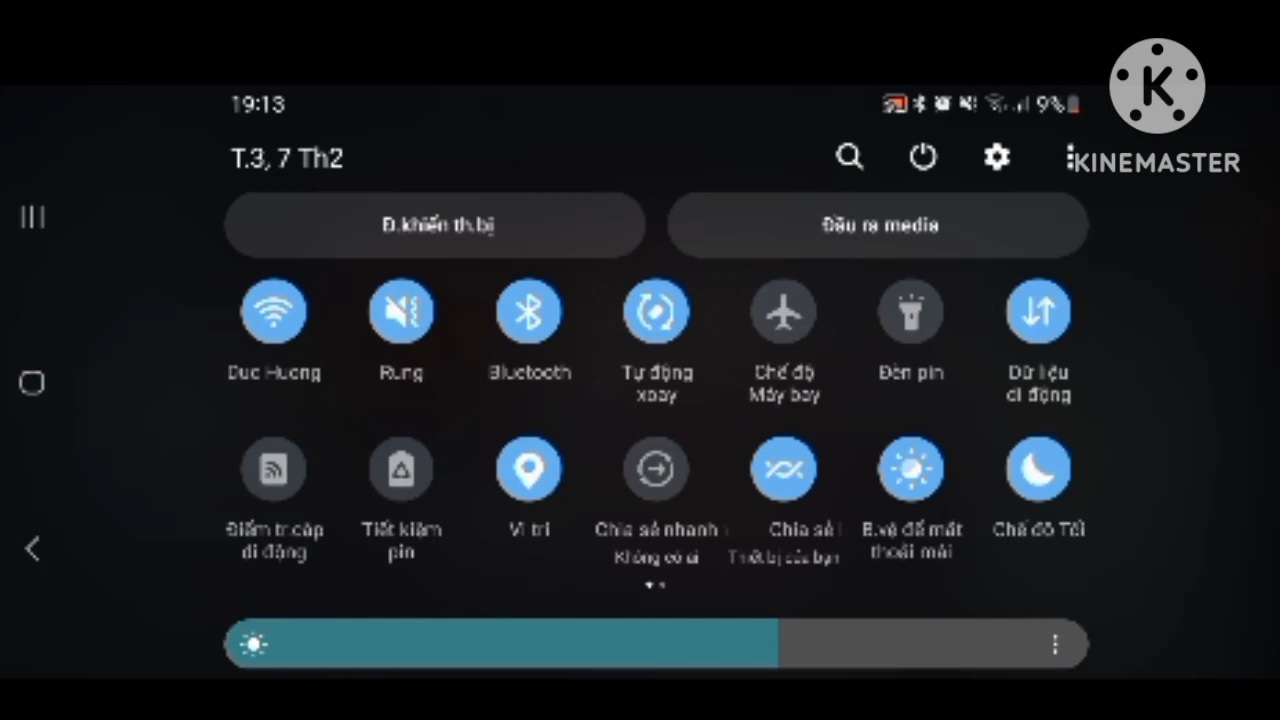 19:13
9%
T.3, 7 Th2
KINEMASTER
Đ.khiển th.bị
Đầu ra media
Duc Huong
Rung
Bluetooth
Tự động
xoay
Chế độ
Máy bay
Đèn pin
Dữ liệu
di động
Điểm tr.cập
di động
Tiết kiệm
pin
Vị trí
Chia sẻ nhanh
Không có ai
Chia sẻ
Thiết bị của bạn
B.vệ để mắt
thoải mái
Chế độ Tối